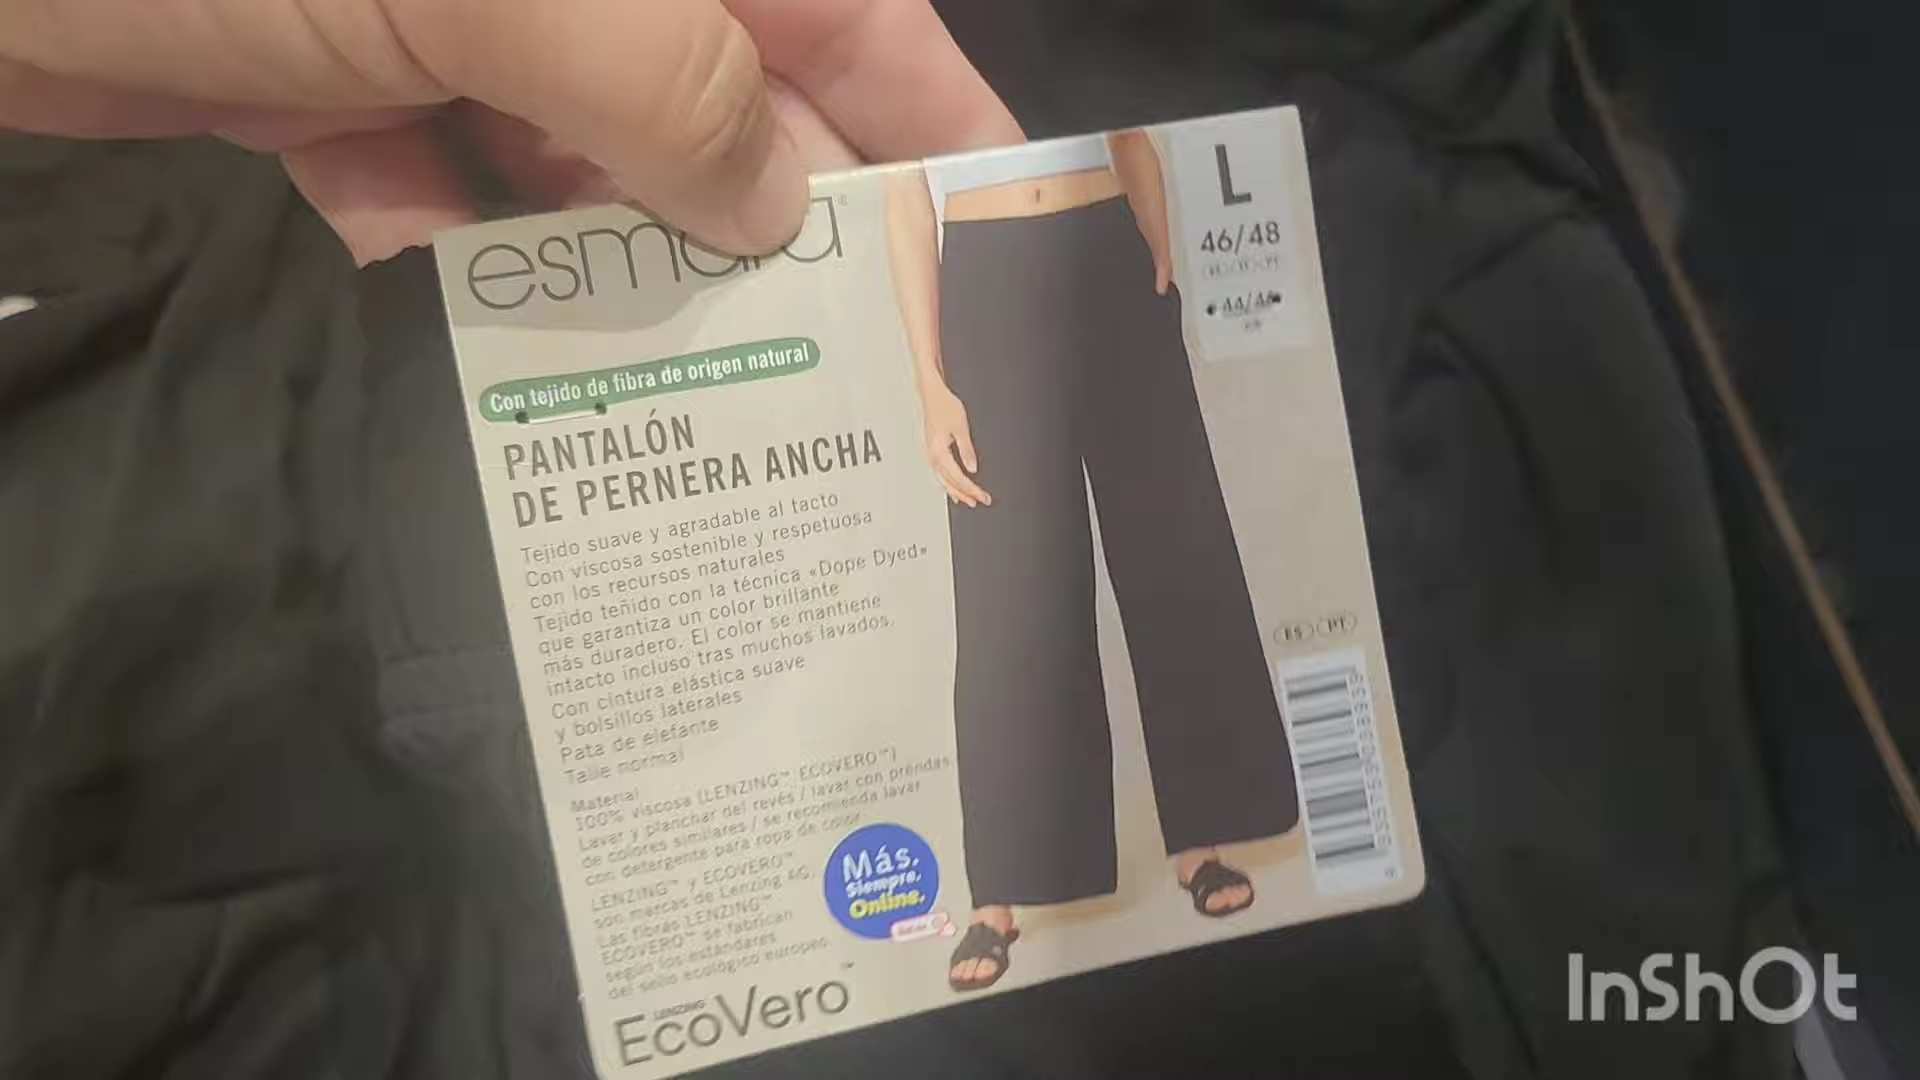 esmara®
Con tejido de fibra de origen natural
PANTALÓN
DE PERNERA ANCHA
Tejido suave y agradable al tacto
Con viscosa sostenible y respetuosa
con los recursos naturales
Tejido teñido con la técnica «Dope Dyed»
que garantiza un color brillante
más duradero. El color se mantiene
intacto incluso tras muchos lavados.
Con cintura elástica suave
y bolsillos laterales
Pata de elefante
Talle normal
Material
100% viscosa (LENZING™ ECOVERO™)
Lavar y planchar del revés / lavar con prendas
de colores similares / se recomienda lavar
con detergente para ropa de color
LENZING™ y ECOVERO™
son marcas de Lenzing AG.
Las fibras LENZING™
ECOVERO™ se fabrican
según los estándares
del sello ecológico europeo
LENZING
EcoVero™
Más.
Siempre.
Online.
L
46/48
44/46
ES PT
InShOt